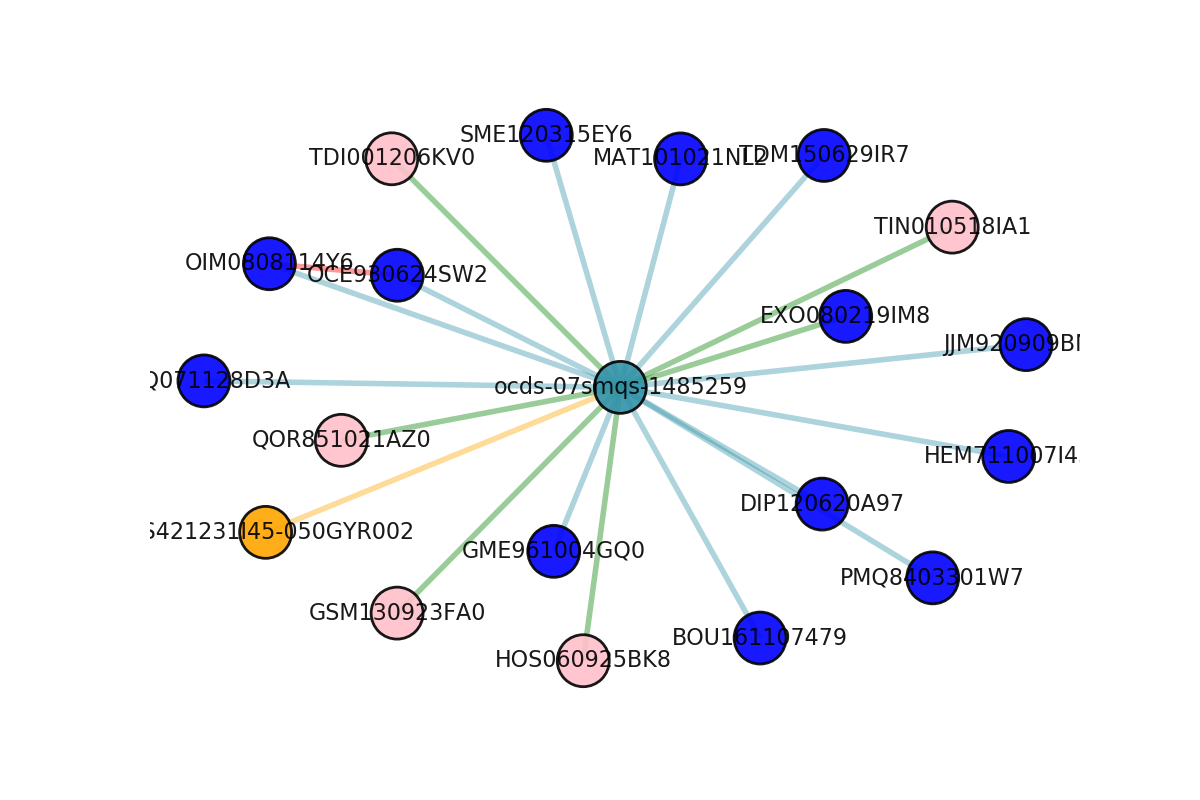 SME120315EY6
TDI001206KV0
MAT101021NL2
TDM150629IR7
TIN010518IA1
OIM0808114Y6
OCE930624SW2
EXO080219IM8
JJM920909BI
Q071128D3A
ocds-07smqs-1485259
QOR851021AZ0
HEM711007I4
DIP120620A97
S421231I45-050GYR002
GME961004GQ0
PMQ8403301W7
GSM130923FA0
BOU161107479
HOS060925BK8